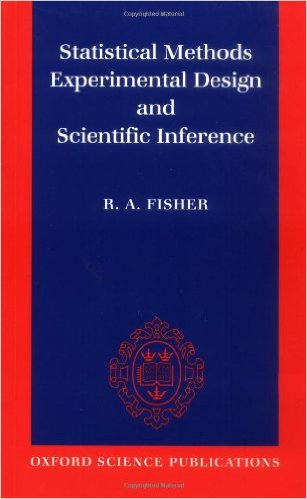 Statistical Methods
Experimental Design
and
Scientific Inference
R. A. FISHER
OXFORD SCIENCE PUBLICATIONS